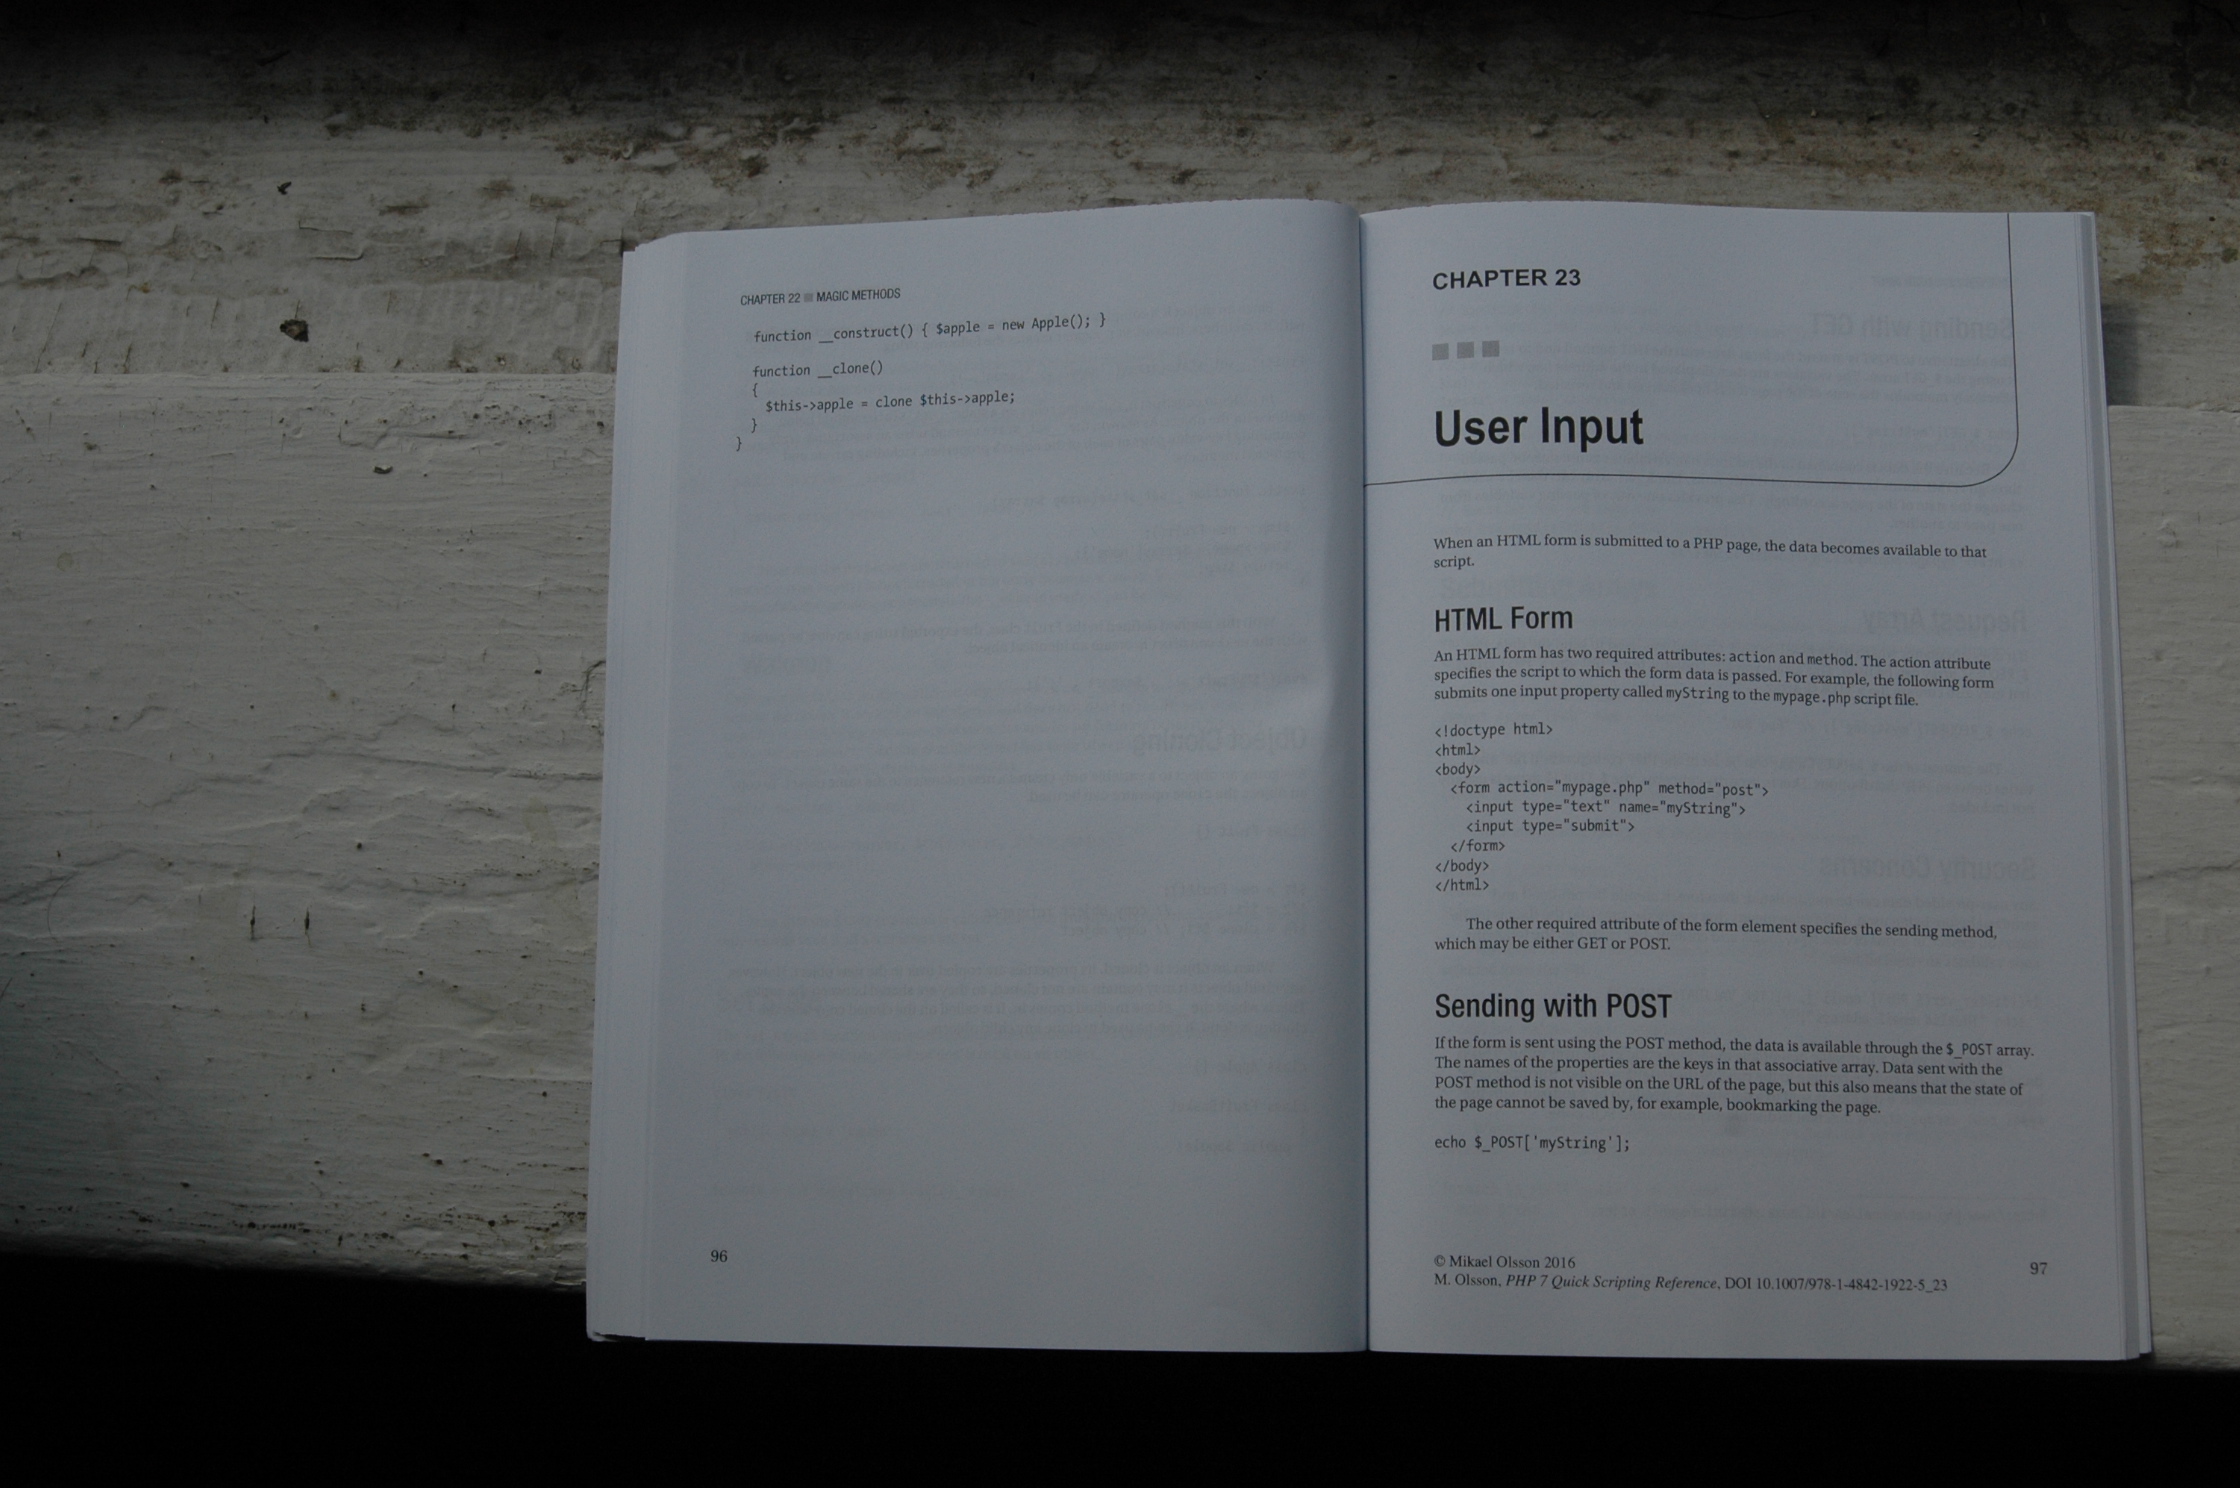 CHAPTER 22 ■ MAGIC METHODS
function __construct() { $apple = new Apple(); }
function __clone()
{
$this->apple = clone $this->apple;
}
}
96
CHAPTER 23
User Input
When an HTML form is submitted to a PHP page, the data becomes available to that
script.
HTML Form
An HTML form has two required attributes: action and method. The action attribute
specifies the script to which the form data is passed. For example, the following form
submits one input property called myString to the mypage.php script file.
<!doctype html>
<html>
<body>
<form action="mypage.php" method="post">
<input type="text" name="myString">
<input type="submit">
</form>
</body>
</html>
The other required attribute of the form element specifies the sending method,
which may be either GET or POST.
Sending with POST
If the form is sent using the POST method, the data is available through the $_POST array.
The names of the properties are the keys in that associative array. Data sent with the
POST method is not visible on the URL of the page, but this also means that the state of
the page cannot be saved by, for example, bookmarking the page.
echo $_POST['myString'];
© Mikael Olsson 2016
M. Olsson, PHP 7 Quick Scripting Reference, DOI 10.1007/978-1-4842-1922-5_23
97